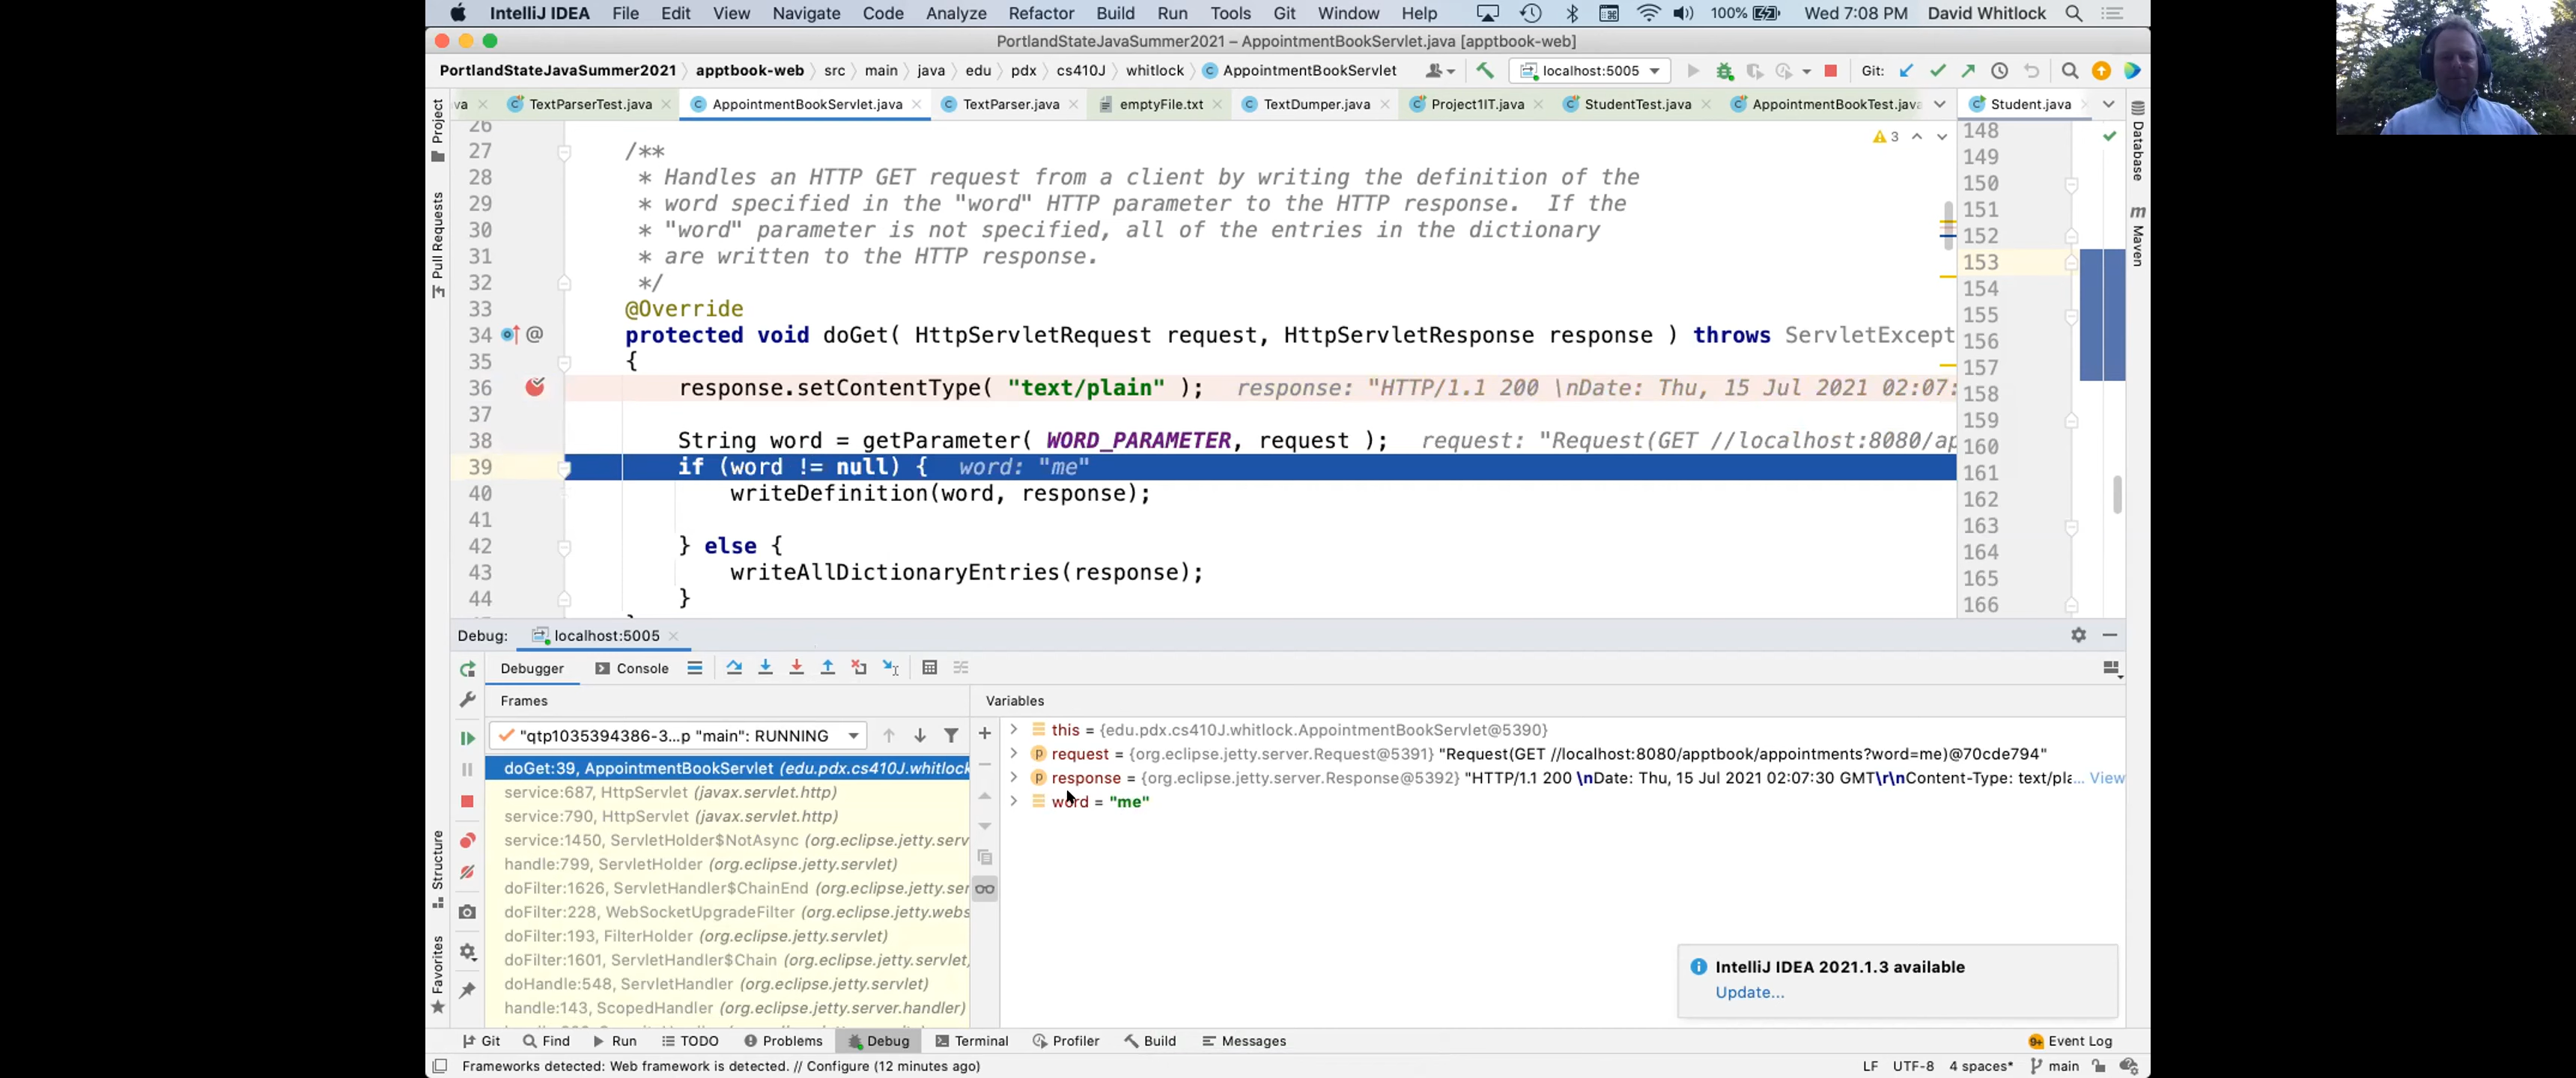 IntelliJ IDEA File Edit View Navigate Code Analyze Refactor Build Run Tools Git Window Help 100% Wed 7:08 PM David Whitlock
PortlandStateJavaSummer2021 – AppointmentBookServlet.java [apptbook-web]
PortlandStateJavaSummer2021 apptbook-web src main java edu pdx cs410J whitlock AppointmentBookServlet localhost:5005 Git:
va TextParserTest.java AppointmentBookServlet.java TextParser.java emptyFile.txt TextDumper.java Project1IT.java StudentTest.java AppointmentBookTest.java Student.java
26
27 /**
28 * Handles an HTTP GET request from a client by writing the definition of the
29 * word specified in the "word" HTTP parameter to the HTTP response. If the
30 * "word" parameter is not specified, all of the entries in the dictionary
31 * are written to the HTTP response.
32 */
33 @Override
34 protected void doGet( HttpServletRequest request, HttpServletResponse response ) throws ServletExcept
35 {
36 response.setContentType( "text/plain" ); response: "HTTP/1.1 200 \nDate: Thu, 15 Jul 2021 02:07:
37
38 String word = getParameter( WORD_PARAMETER, request ); request: "Request(GET //localhost:8080/ap
39 if (word != null) { word: "me"
40 writeDefinition(word, response);
41
42 } else {
43 writeAllDictionaryEntries(response);
44 }
3
148
149
150
151
152
153
154
155
156
157
158
159
160
161
162
163
164
165
166
Project
Pull Requests
Structure
Favorites
Database
m Maven
Debug: localhost:5005
Debugger Console
Frames Variables
"qtp1035394386-3...p "main": RUNNING
doGet:39, AppointmentBookServlet (edu.pdx.cs410J.whitlock
service:687, HttpServlet (javax.servlet.http)
service:790, HttpServlet (javax.servlet.http)
service:1450, ServletHolder$NotAsync (org.eclipse.jetty.serv
handle:799, ServletHolder (org.eclipse.jetty.servlet)
doFilter:1626, ServletHandler$ChainEnd (org.eclipse.jetty.ser
doFilter:228, WebSocketUpgradeFilter (org.eclipse.jetty.webs
doFilter:193, FilterHolder (org.eclipse.jetty.servlet)
doFilter:1601, ServletHandler$Chain (org.eclipse.jetty.servlet,
doHandle:548, ServletHandler (org.eclipse.jetty.servlet)
handle:143, ScopedHandler (org.eclipse.jetty.server.handler)
this = {edu.pdx.cs410J.whitlock.AppointmentBookServlet@5390}
request = {org.eclipse.jetty.server.Request@5391} "Request(GET //localhost:8080/apptbook/appointments?word=me)@70cde794"
response = {org.eclipse.jetty.server.Response@5392} "HTTP/1.1 200 \nDate: Thu, 15 Jul 2021 02:07:30 GMT\r\nContent-Type: text/pla... View
word = "me"
IntelliJ IDEA 2021.1.3 available
Update...
Git Find Run TODO Problems Debug Terminal Profiler Build Messages Event Log
Frameworks detected: Web framework is detected. // Configure (12 minutes ago) LF UTF-8 4 spaces* main